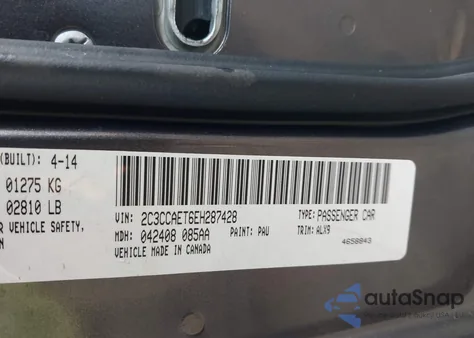 (BUILT): 4-14
01275 KG
02810 LB
R VEHICLE SAFETY,
N
VIN: 2C3CCAET6EH287428
TYPE: PASSENGER CAR
MDH: 042408 085AA
PAINT: PAU
TRIM: ALX9
VEHICLE MADE IN CANADA
4658843
autoSnap